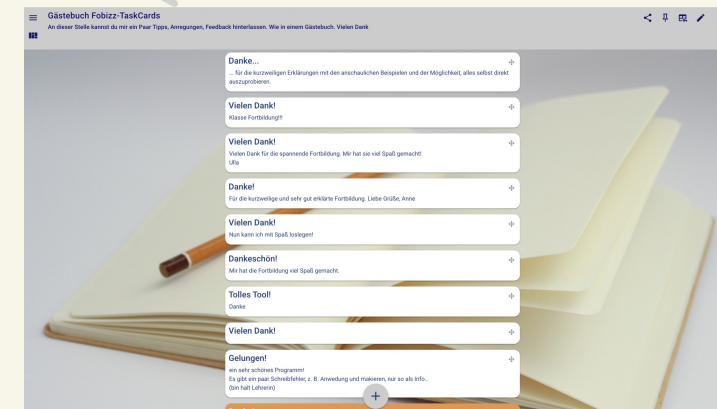 Gästebuch Fobizz-TaskCards
An dieser Stelle kannst du mir ein Paar Tipps, Anregungen, Feedback hinterlassen. Wie in einem Gästebuch. Vielen Dank
Danke...
... für die kurzweiligen Erklärungen mit den anschaulichen Beispielen und der Möglichkeit, alles selbst direkt
auszuprobieren.
Vielen Dank!
Klasse Fortbildung!!!
Vielen Dank!
Vielen Dank für die spannende Fortbildung. Mir hat sie viel Spaß gemacht!
Ulla
Danke!
Für die kurzweilige und sehr gut erklärte Fortbildung. Liebe Grüße, Anne
Vielen Dank!
Nun kann ich mit Spaß loslegen!
Dankeschön!
Mir hat die Fortbildung viel Spaß gemacht.
Tolles Tool!
Danke
Vielen Dank!
Gelungen!
ein sehr schönes Programm!
Es gibt ein paar Schreibfehler, z. B. Anwedung und makieren, nur so als Info..
(bin halt Lehrerin)